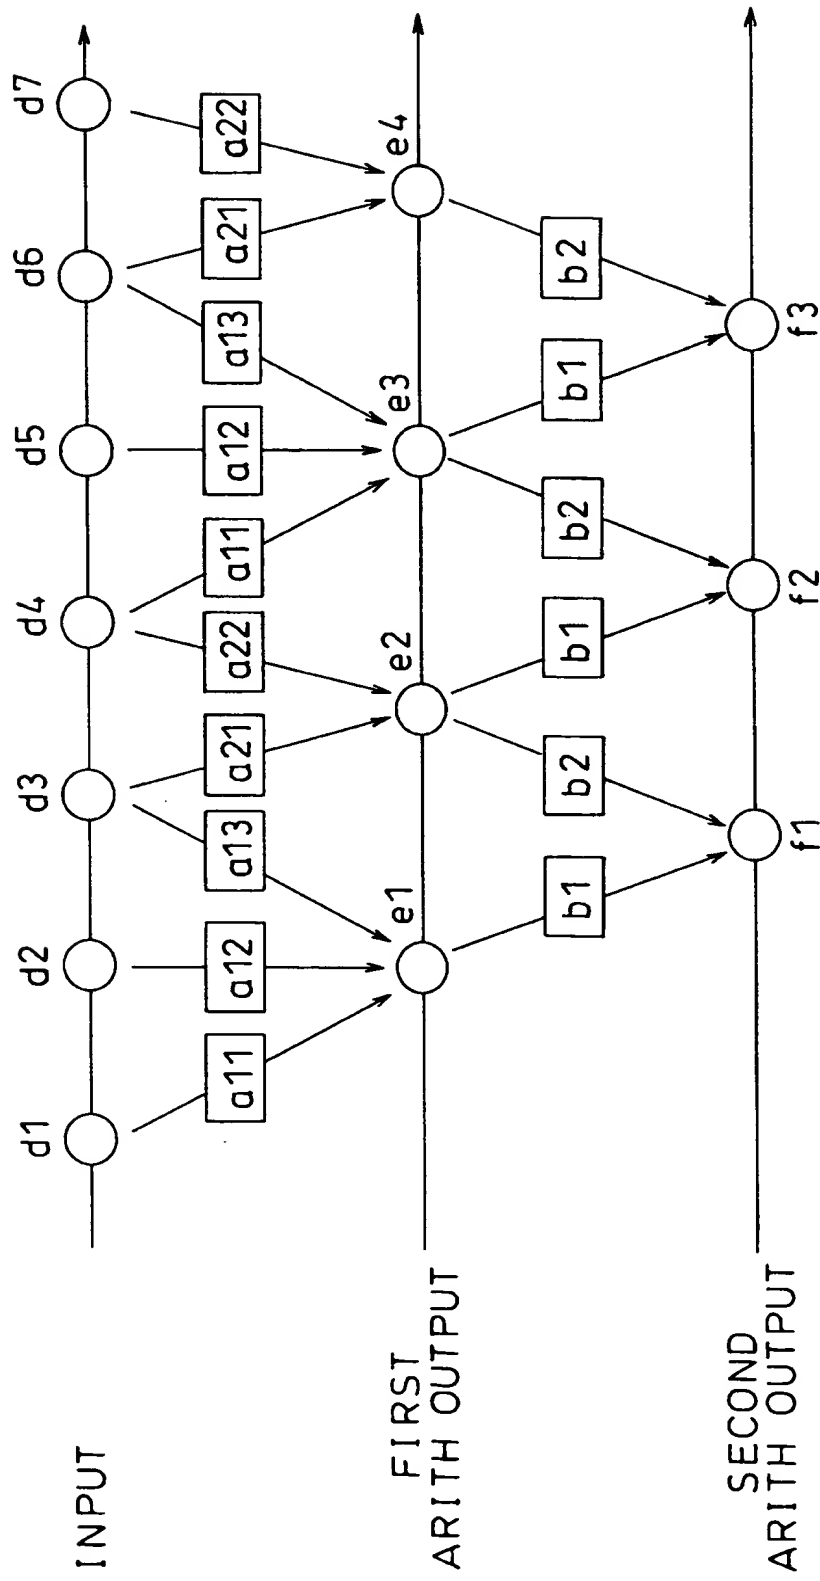 d1 d2 d3 d4 d5 d6 d7
INPUT
a11 a12 a13 a21 a22 a11 a12 a13 a21 a22
e1 e2 e3 e4
FIRST
ARITH OUTPUT
b1 b2 b1 b2 b1 b2
SECOND
ARITH OUTPUT
f1 f2 f3